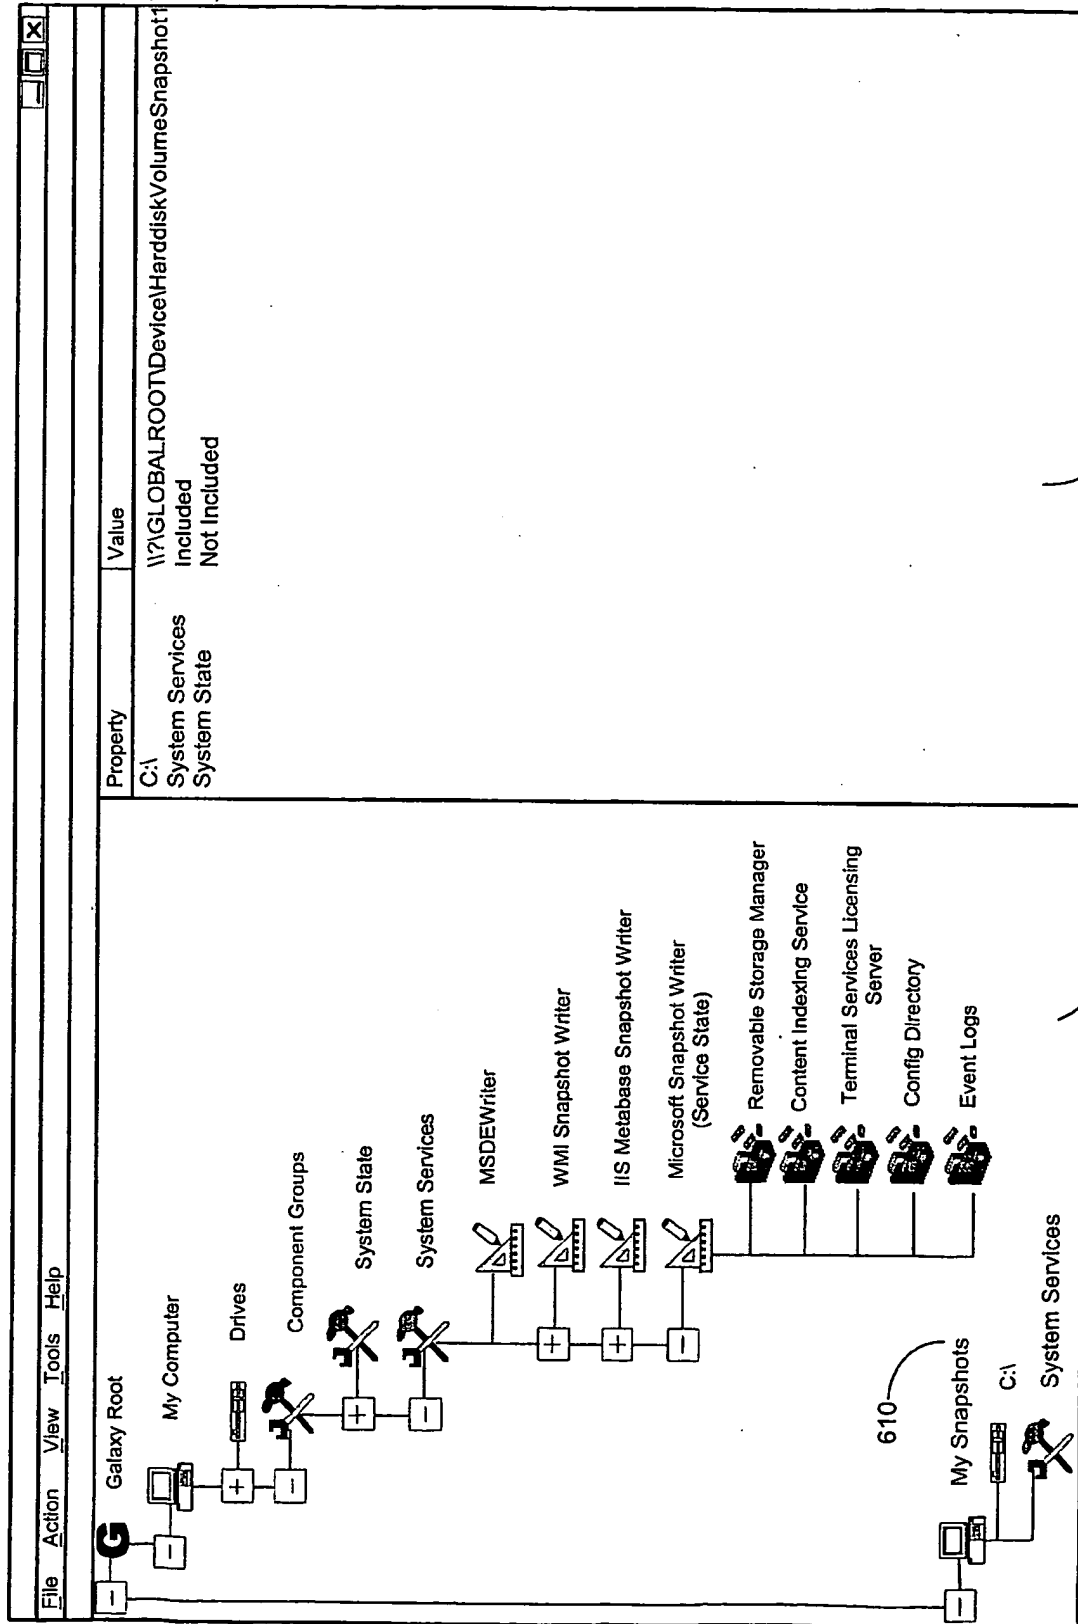 File Action View Tools Help
Galaxy Root
My Computer
Drives
Component Groups
System State
System Services
MSDEWriter
WMI Snapshot Writer
IIS Metabase Snapshot Writer
Microsoft Snapshot Writer
(Service State)
Removable Storage Manager
Content Indexing Service
Terminal Services Licensing
Server
Config Directory
Event Logs
610
My Snapshots
C:\
System Services
Property Value
C:\ \\?\GLOBALROOT\Device\HarddiskVolumeSnapshot1
System Services Included
System State Not Included